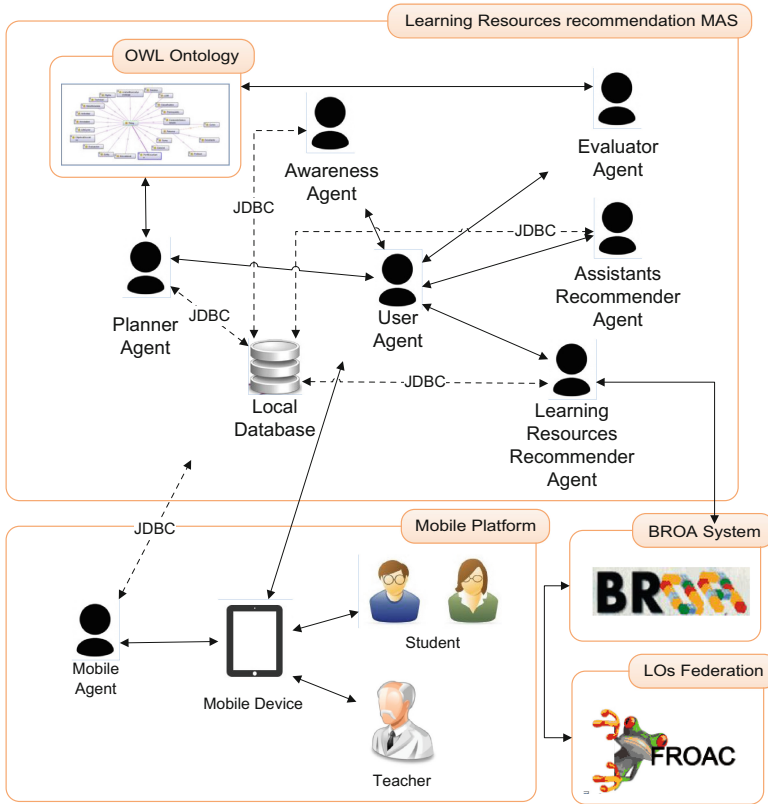 Learning Resources recommendation MAS
OWL Ontology
Awareness
Agent
Evaluator
Agent
JDBC
JDBC
Planner
Agent
JDBC
User
Agent
Assistants
Recommender
Agent
Local
Database
JDBC
Learning
Resources
Recommender
Agent
JDBC
Mobile Platform
BROA System
BROA
Mobile
Agent
Mobile Device
Student
Teacher
LOs Federation
FROAC